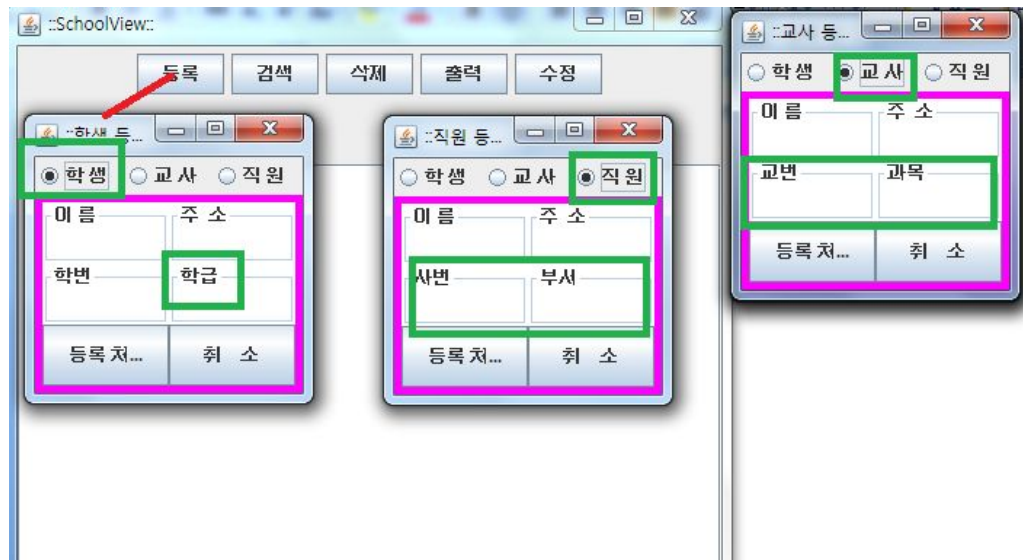 ::SchoolView::
등록 검색 삭제 출력 수정
::학생 등...
학생 교사 직원
이 름 주 소
학번 학급
등록 처... 취 소
::직원 등...
학생 교사 직원
이 름 주 소
사번 부서
등록 처... 취 소
::교사 등...
학생 교사 직원
이 름 주 소
교번 과목
등록 처... 취 소